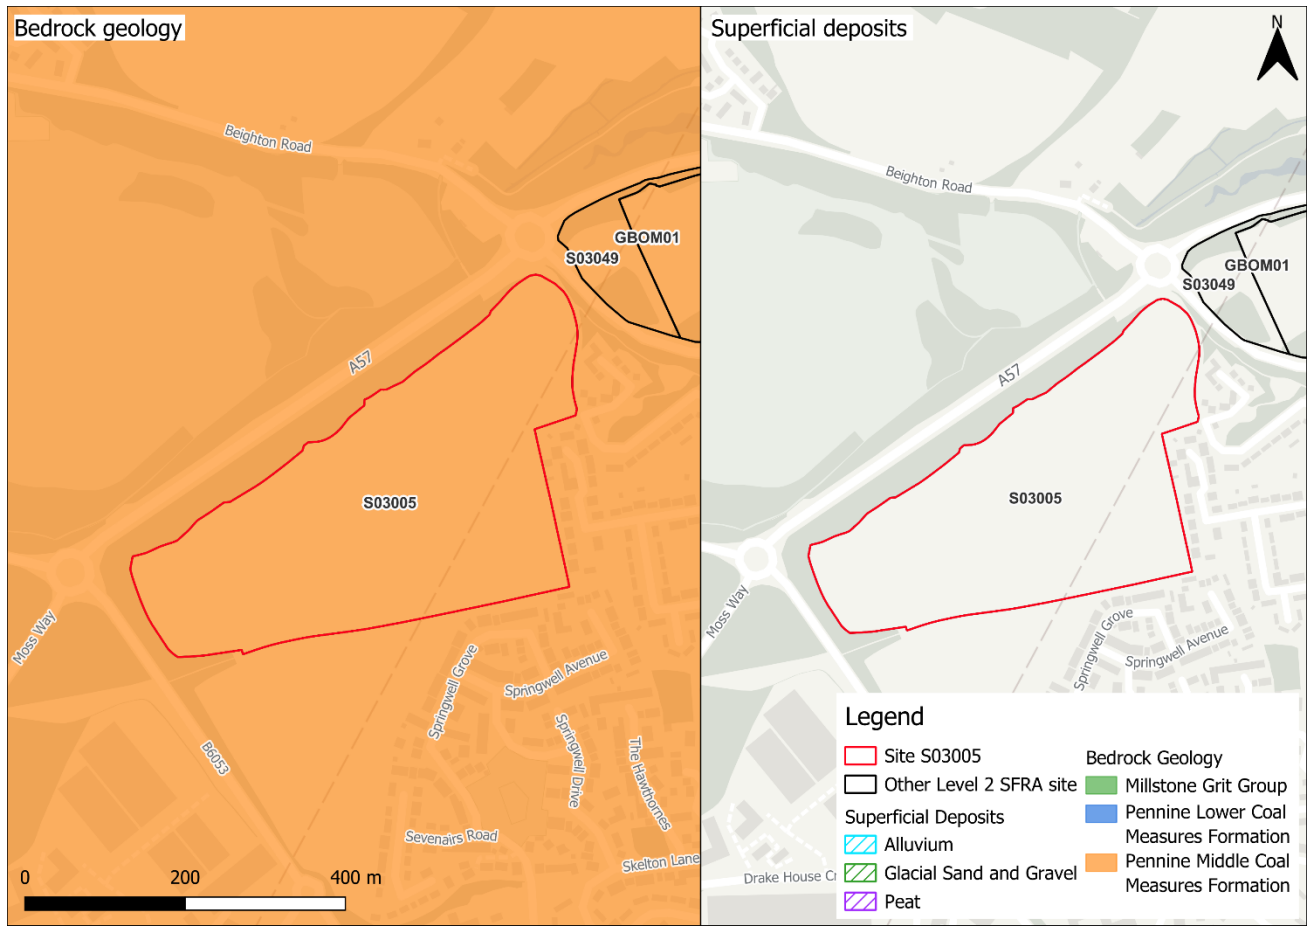 Bedrock geology
Beighton Road
GBOM01
S03049
A57
S03005
Moss Way
B6053
Springwell Grove
Springwell Avenue
Springwell Drive
The Hawthornes
Sevenairs Road
Skelton Lane
0 200 400 m
Superficial deposits
N
Beighton Road
GBOM01
S03049
A57
S03005
Moss Way
Springwell Grove
Springwell Avenue
Drake House Cr
Legend
Site S03005
Other Level 2 SFRA site
Superficial Deposits
Alluvium
Glacial Sand and Gravel
Peat
Bedrock Geology
Millstone Grit Group
Pennine Lower Coal
Measures Formation
Pennine Middle Coal
Measures Formation